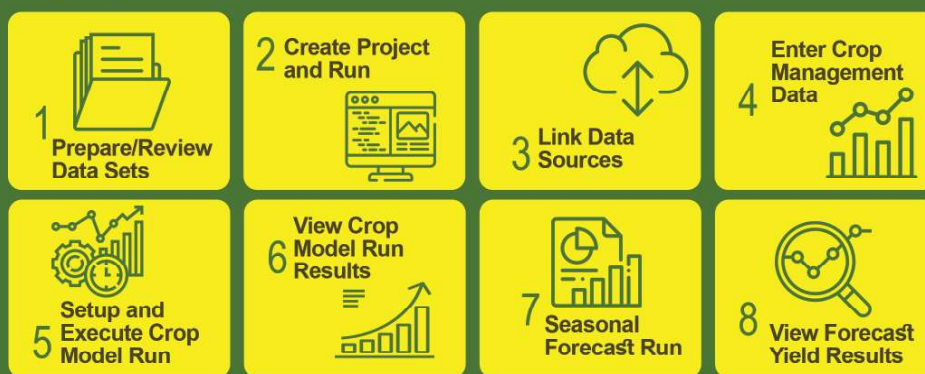 1
Prepare/Review
Data Sets
2
Create Project
and Run
3
Link Data
Sources
4
Enter Crop
Management
Data
5
Setup and
Execute Crop
Model Run
6
View Crop
Model Run
Results
7
Seasonal
Forecast Run
8
View Forecast
Yield Results